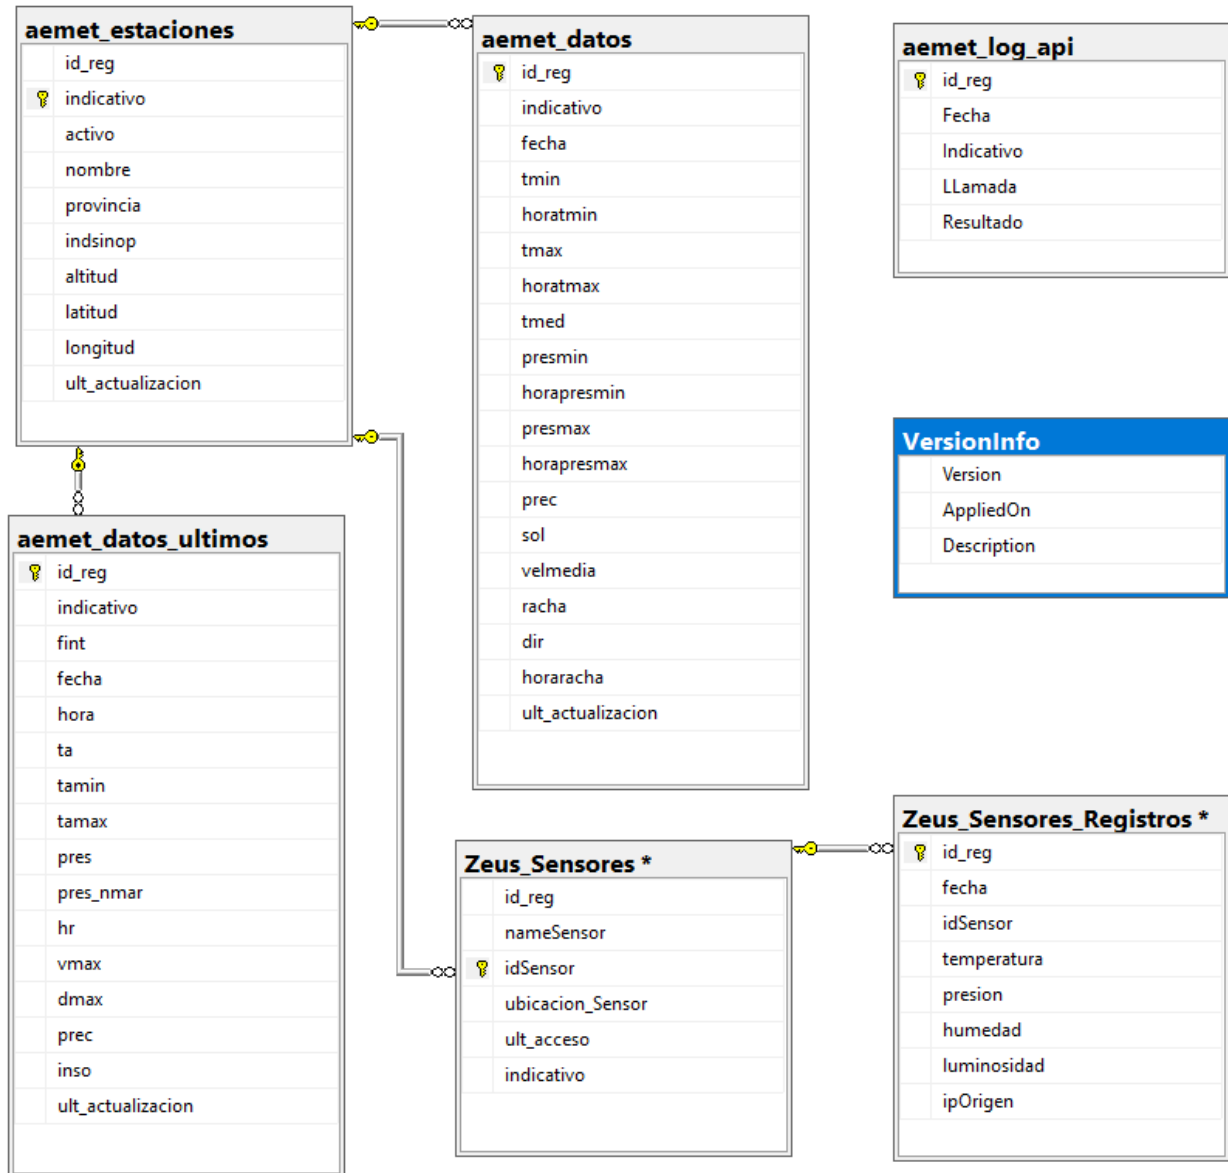 aemet_estaciones
id_reg
indicativo
activo
nombre
provincia
indsinop
altitud
latitud
longitud
ult_actualizacion
aemet_datos
id_reg
indicativo
fecha
tmin
horatmin
tmax
horatmax
tmed
presmin
horapresmin
presmax
horapresmax
prec
sol
velmedia
racha
dir
horaracha
ult_actualizacion
aemet_log_api
id_reg
Fecha
Indicativo
LLamada
Resultado
VersionInfo
Version
AppliedOn
Description
aemet_datos_ultimos
id_reg
indicativo
fint
fecha
hora
ta
tamin
tamax
pres
pres_nmar
hr
vmax
dmax
prec
inso
ult_actualizacion
Zeus_Sensores *
id_reg
nameSensor
idSensor
ubicacion_Sensor
ult_acceso
indicativo
Zeus_Sensores_Registros *
id_reg
fecha
idSensor
temperatura
presion
humedad
luminosidad
ipOrigen